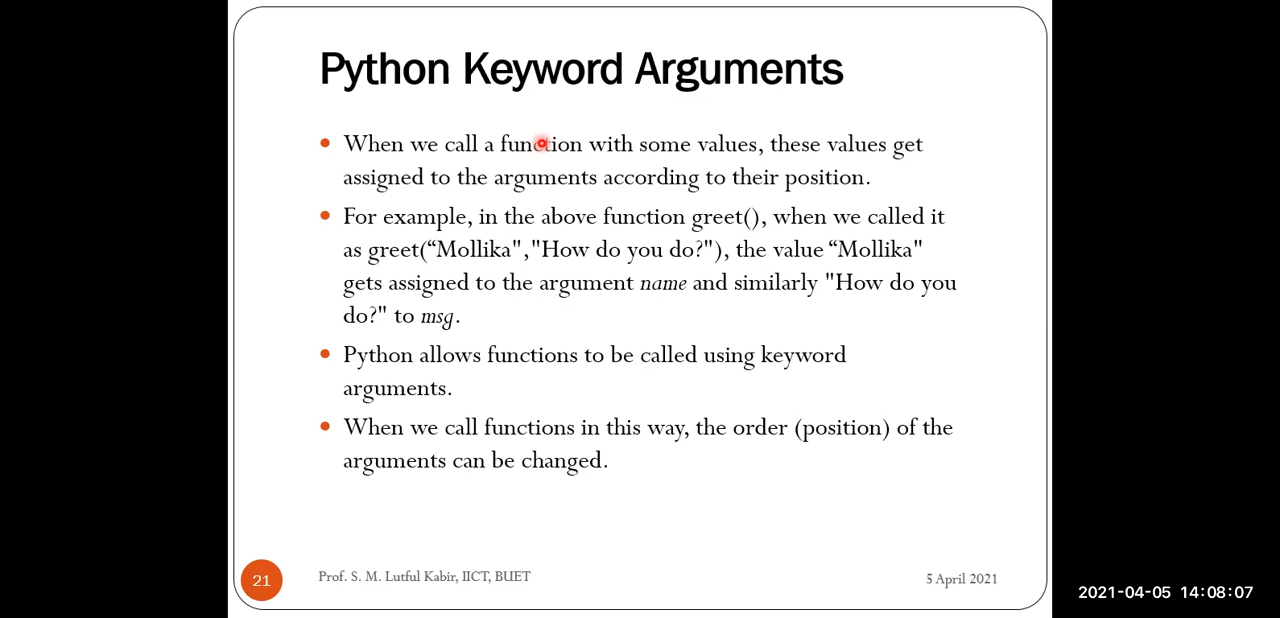 Python Keyword Arguments
When we call a function with some values, these values get
assigned to the arguments according to their position.
For example, in the above function greet(), when we called it
as greet(“Mollika","How do you do?"), the value “Mollika"
gets assigned to the argument name and similarly "How do you
do?" to msg.
Python allows functions to be called using keyword
arguments.
When we call functions in this way, the order (position) of the
arguments can be changed.
21
Prof. S. M. Lutful Kabir, IICT, BUET
5 April 2021
2021-04-05 14:08:07